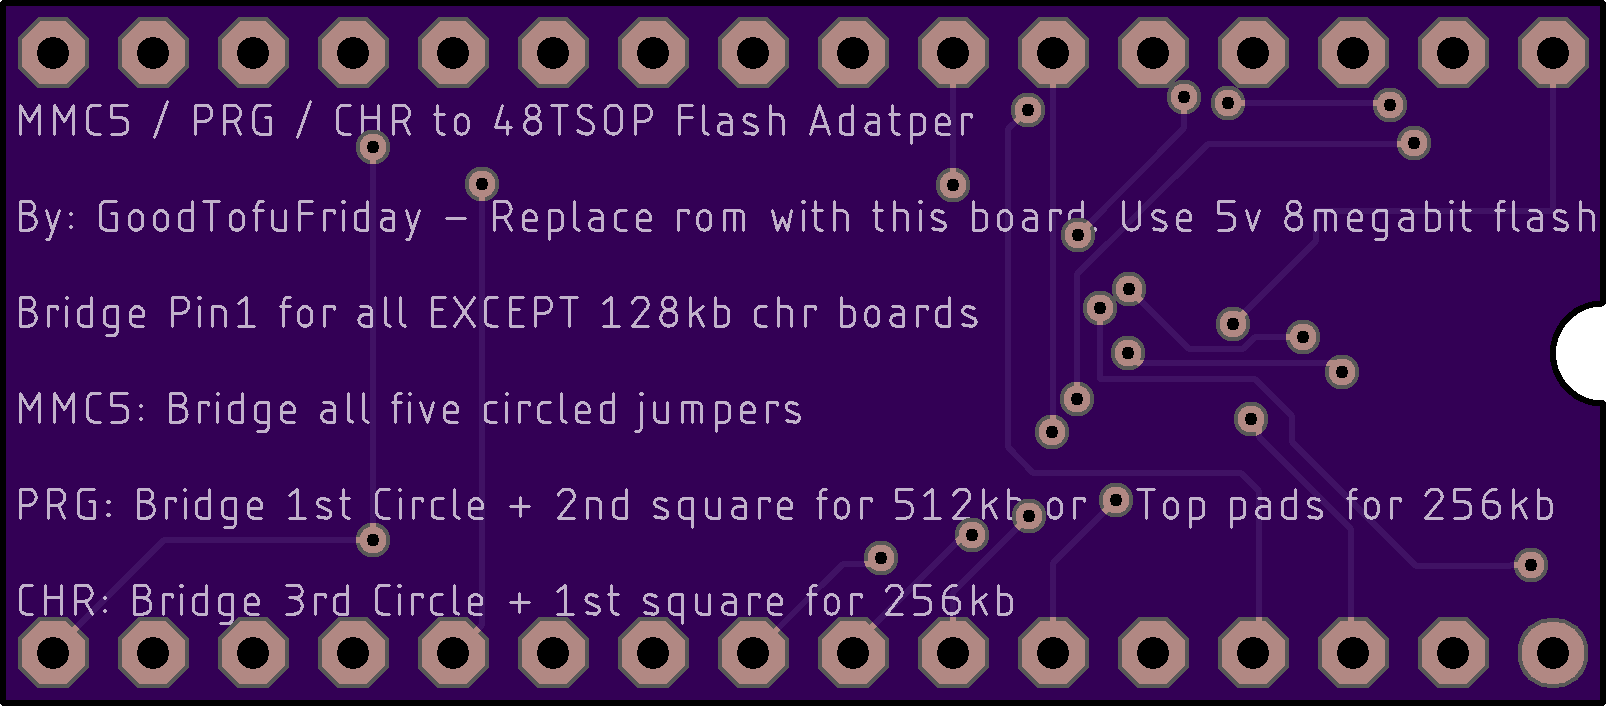 MMC5 / PRG / CHR to 48TSOP Flash Adatper
By: GoodTofuFriday - Replace rom with this board. Use 5v 8megabit flash
Bridge Pin1 for all EXCEPT 128kb chr boards
MMC5: Bridge all five circled jumpers
PRG: Bridge 1st Circle + 2nd square for 512kb or Top pads for 256kb
CHR: Bridge 3rd Circle + 1st square for 256kb